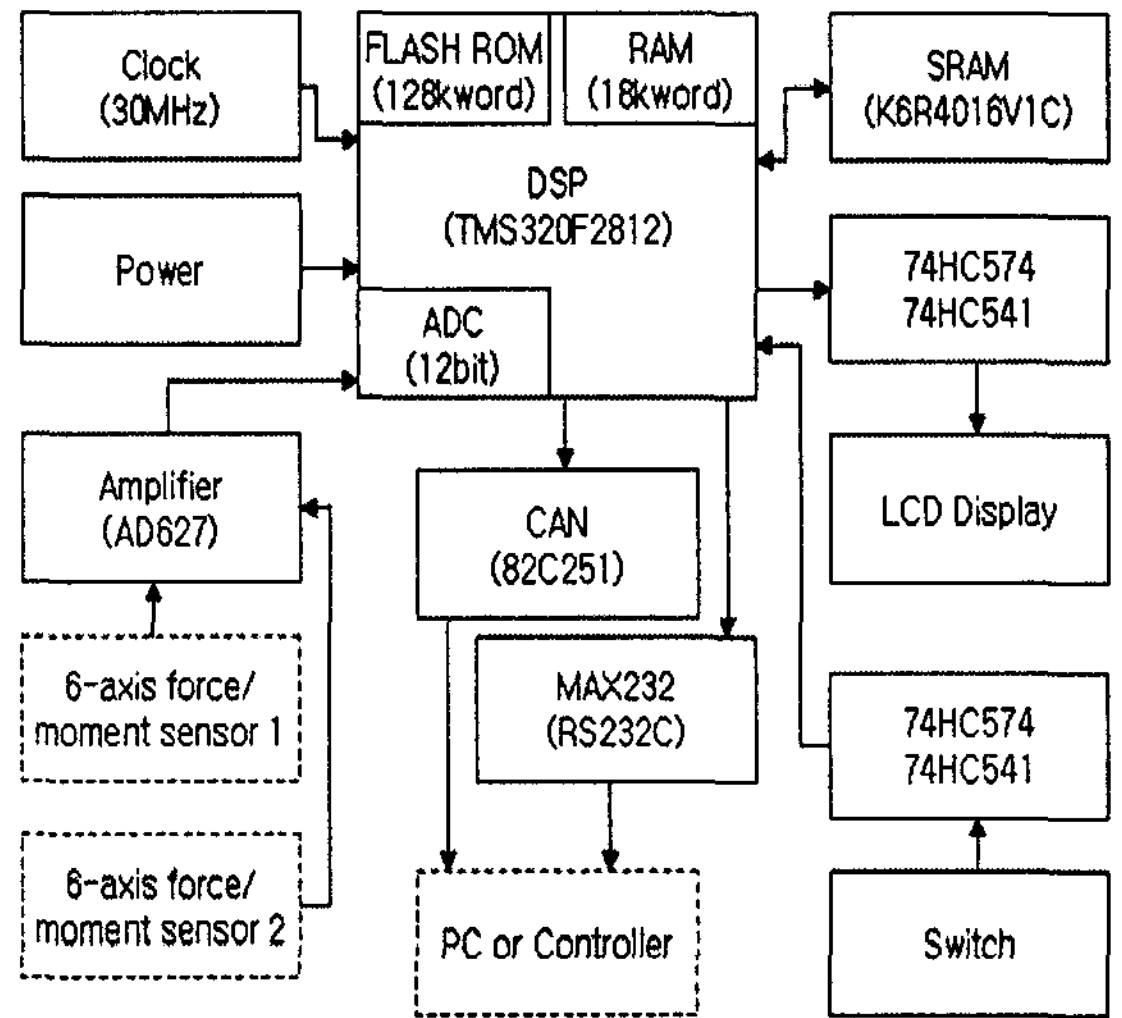 Clock
(30MHz)
FLASH ROM
(128kword)
RAM
(18kword)
SRAM
(K6R4016V1C)
DSP
(TMS320F2812)
Power
74HC574
74HC541
ADC
(12bit)
Amplifier
(AD627)
CAN
(82C251)
LCD Display
6-axis force/
moment sensor 1
MAX232
(RS232C)
74HC574
74HC541
6-axis force/
moment sensor 2
PC or Controller
Switch